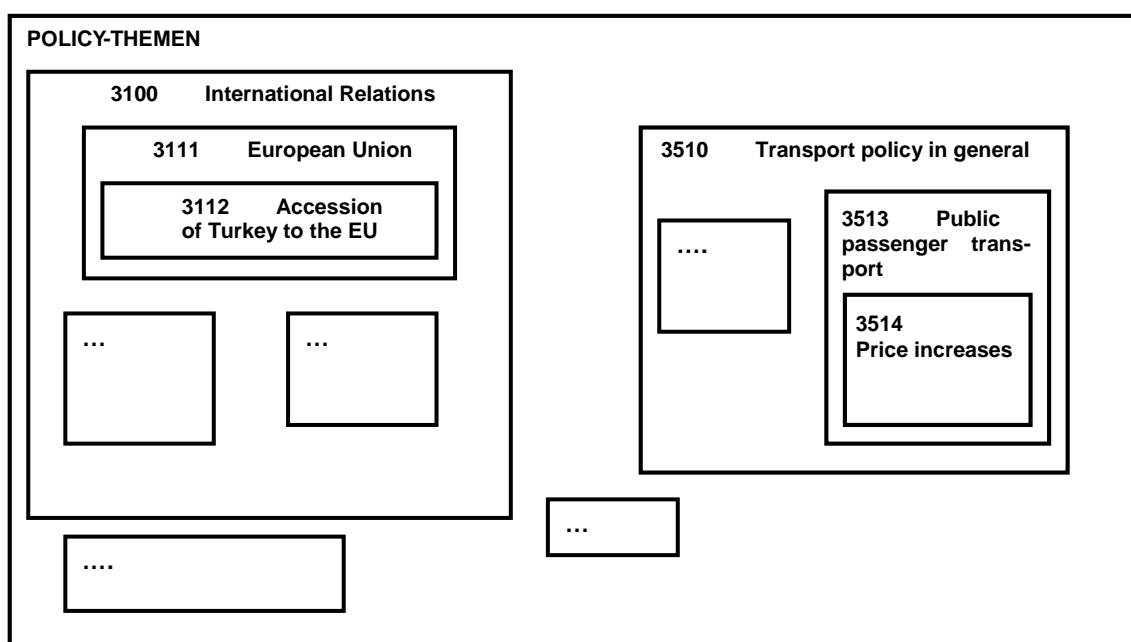 POLICY-THEMEN
3100 International Relations
3111 European Union
3112 Accession
of Turkey to the EU
...
...
....
3510 Transport policy in general
....
3513 Public
passenger trans-
port
3514
Price increases
...